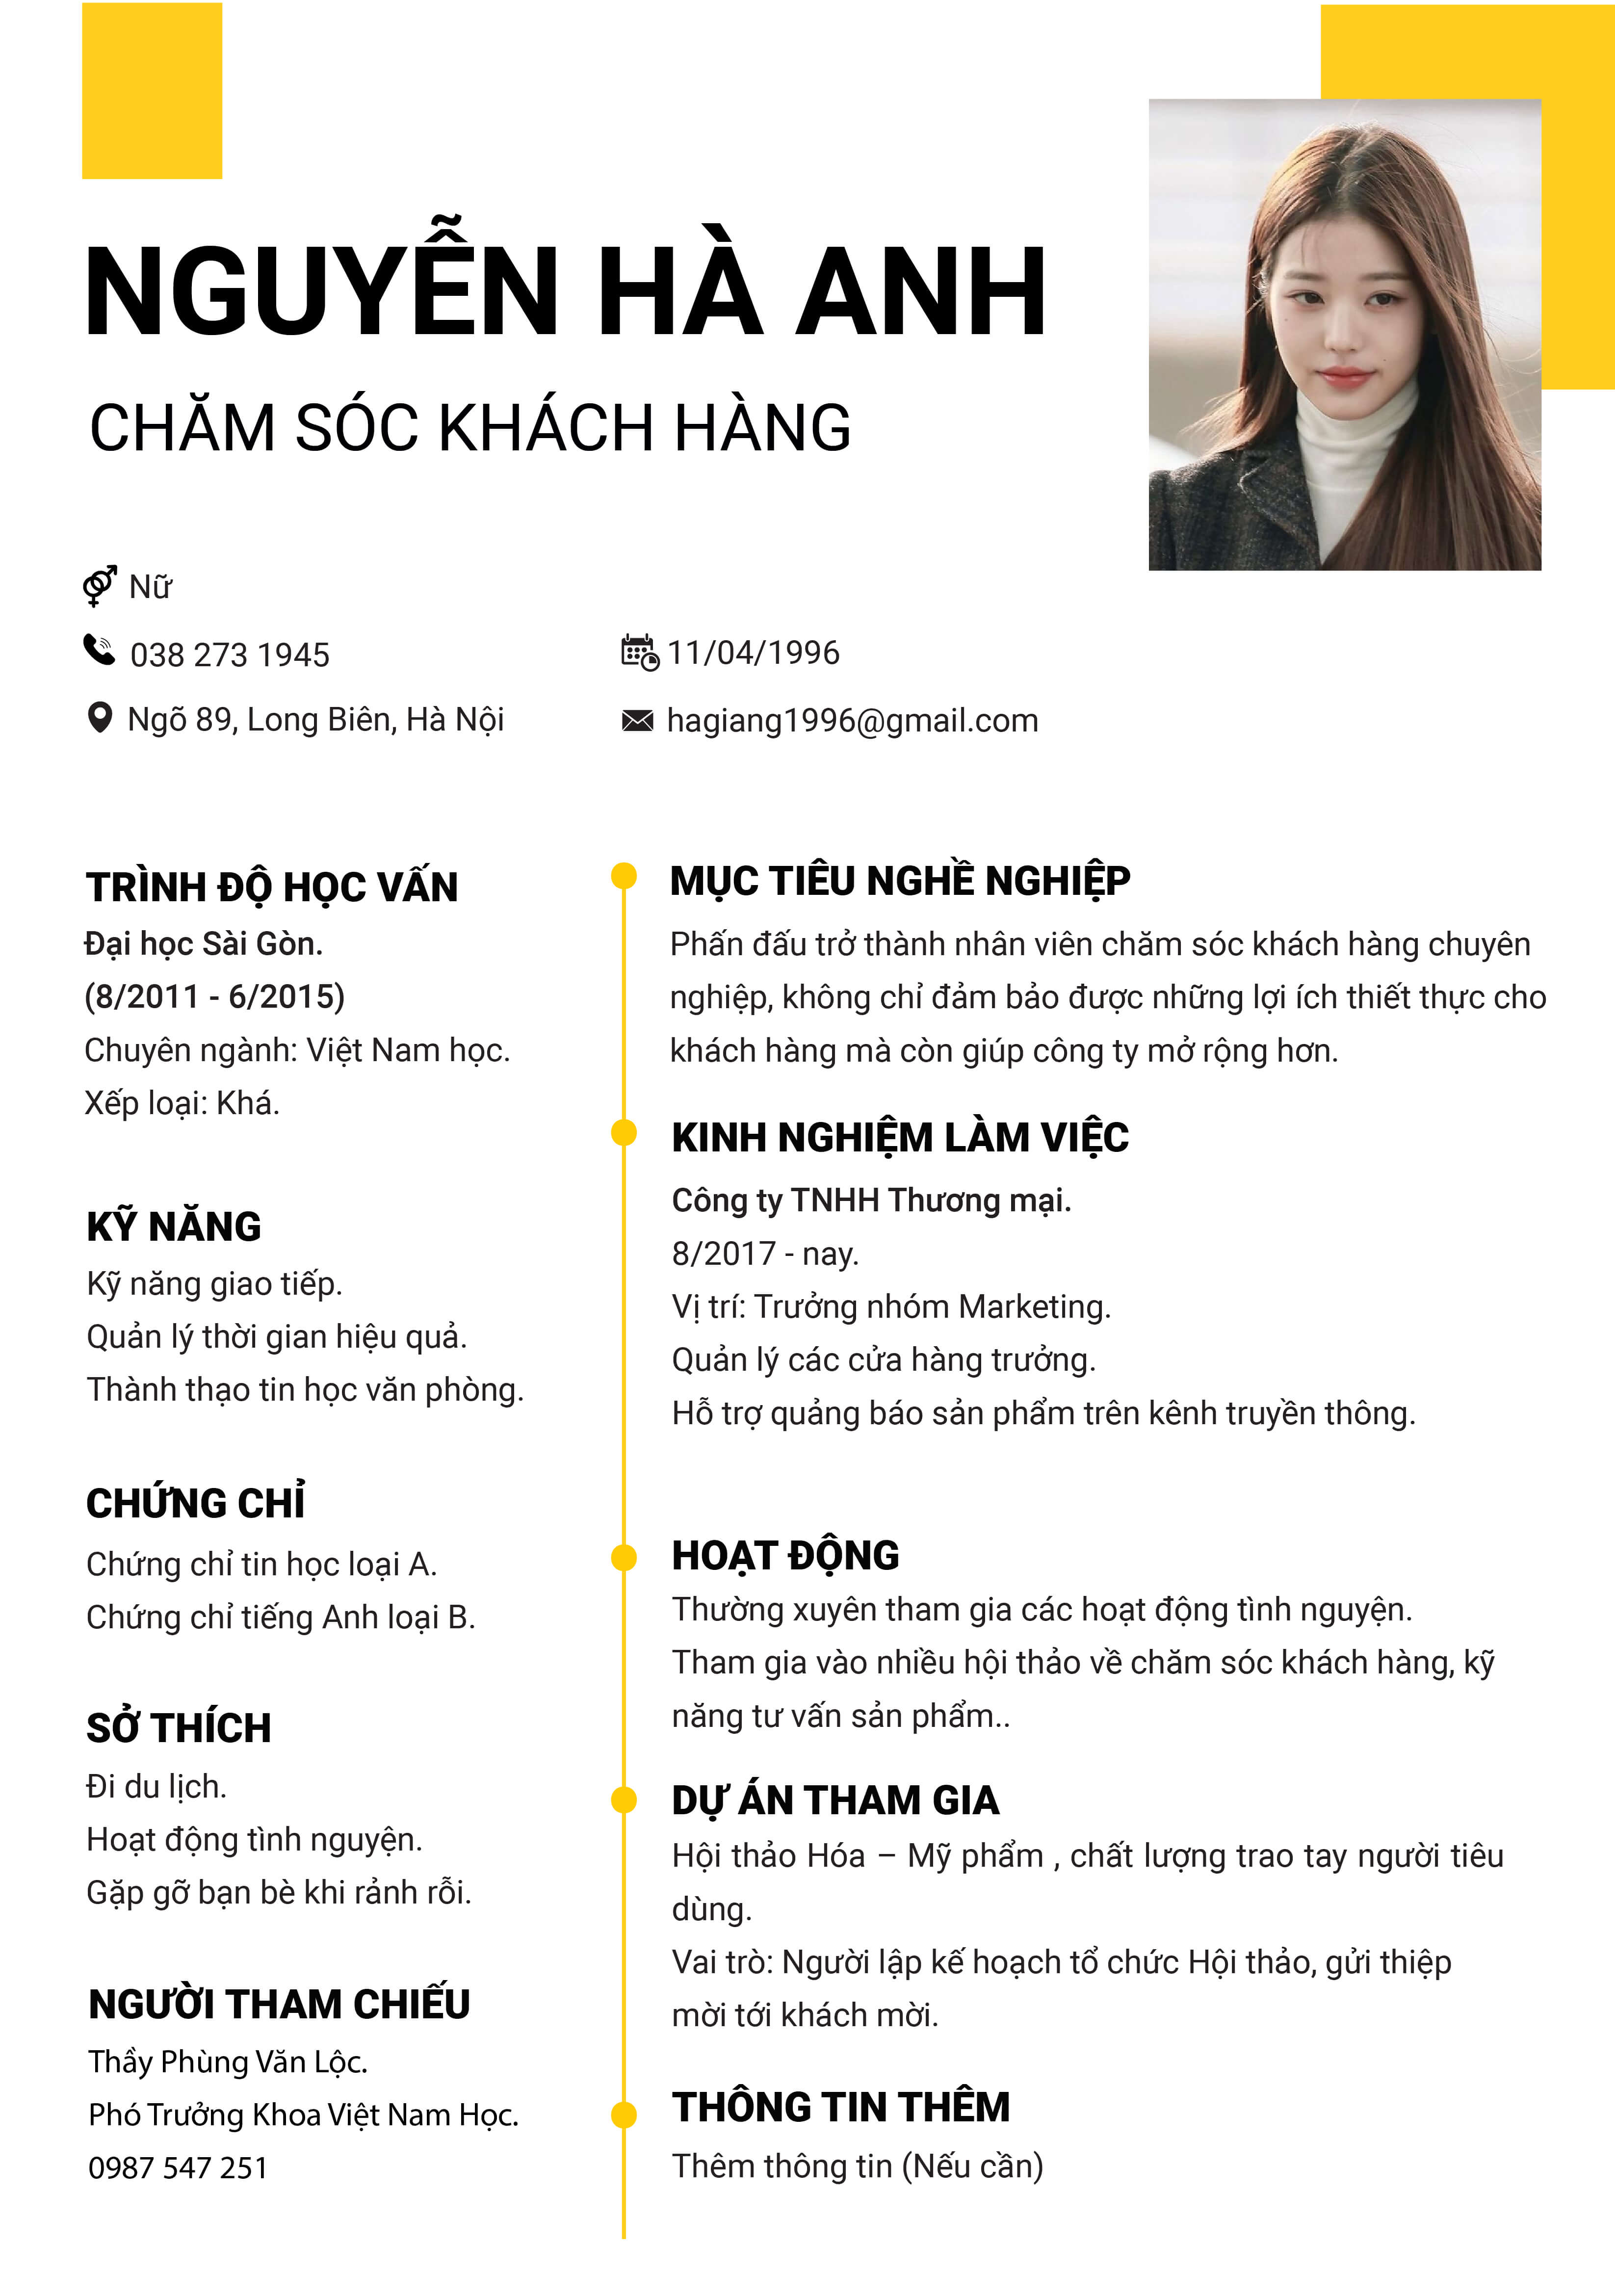 NGUYỄN HÀ ANH
CHĂM SÓC KHÁCH HÀNG
Nữ
038 273 1945
11/04/1996
Ngõ 89, Long Biên, Hà Nội
hagiang1996@gmail.com
TRÌNH ĐỘ HỌC VẤN
Đại học Sài Gòn.
(8/2011 - 6/2015)
Chuyên ngành: Việt Nam học.
Xếp loại: Khá.
KỸ NĂNG
Kỹ năng giao tiếp.
Quản lý thời gian hiệu quả.
Thành thạo tin học văn phòng.
CHỨNG CHỈ
Chứng chỉ tin học loại A.
Chứng chỉ tiếng Anh loại B.
SỞ THÍCH
Đi du lịch.
Hoạt động tình nguyện.
Gặp gỡ bạn bè khi rảnh rỗi.
NGƯỜI THAM CHIẾU
Thầy Phùng Văn Lộc.
Phó Trưởng Khoa Việt Nam Học.
0987 547 251
MỤC TIÊU NGHỀ NGHIỆP
Phấn đấu trở thành nhân viên chăm sóc khách hàng chuyên
nghiệp, không chỉ đảm bảo được những lợi ích thiết thực cho
khách hàng mà còn giúp công ty mở rộng hơn.
KINH NGHIỆM LÀM VIỆC
Công ty TNHH Thương mại.
8/2017 - nay.
Vị trí: Trưởng nhóm Marketing.
Quản lý các cửa hàng trưởng.
Hỗ trợ quảng báo sản phẩm trên kênh truyền thông.
HOẠT ĐỘNG
Thường xuyên tham gia các hoạt động tình nguyện.
Tham gia vào nhiều hội thảo về chăm sóc khách hàng, kỹ
năng tư vấn sản phẩm..
DỰ ÁN THAM GIA
Hội thảo Hóa – Mỹ phẩm , chất lượng trao tay người tiêu
dùng.
Vai trò: Người lập kế hoạch tổ chức Hội thảo, gửi thiệp
mời tới khách mời.
THÔNG TIN THÊM
Thêm thông tin (Nếu cần)